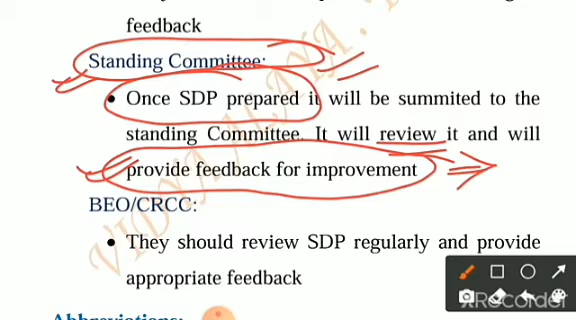 feedback
Standing Committee:
• Once SDP prepared it will be summited to the
standing Committee. It will review it and will
provide feedback for improvement
BEO/CRCC:
• They should review SDP regularly and provide
appropriate feedback
Abbreviations:
XRecorder